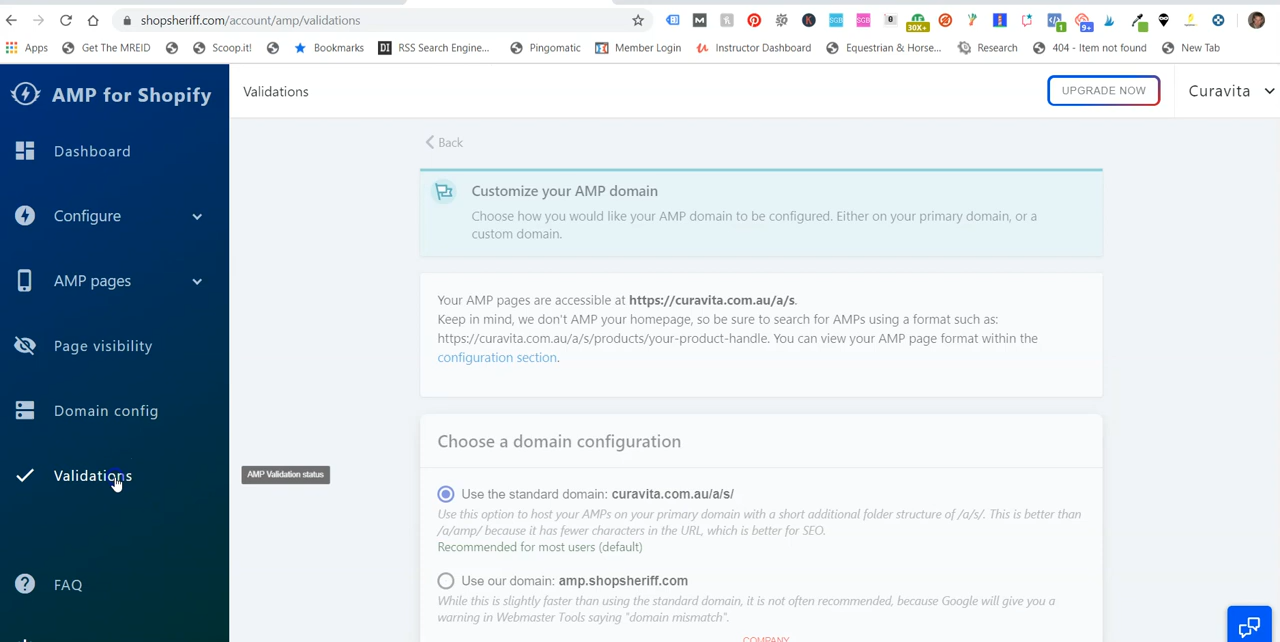 shopsheriff.com/account/amp/validations
30X+
1
9+
Apps
Get The MREID
Scoop.it!
Bookmarks
DI RSS Search Engine...
Pingomatic
Member Login
Instructor Dashboard
Equestrian & Horse...
Research
404 - Item not found
New Tab
AMP for Shopify
Validations
UPGRADE NOW
Curavita
Dashboard
Configure
AMP pages
Page visibility
Domain config
Validations
AMP Validation status
FAQ
Back
Customize your AMP domain
Choose how you would like your AMP domain to be configured. Either on your primary domain, or a
custom domain.
Your AMP pages are accessible at https://curavita.com.au/a/s.
Keep in mind, we don't AMP your homepage, so be sure to search for AMPs using a format such as:
https://curavita.com.au/a/s/products/your-product-handle. You can view your AMP page format within the
configuration section.
Choose a domain configuration
Use the standard domain: curavita.com.au/a/s/
Use this option to host your AMPs on your primary domain with a short additional folder structure of /a/s/. This is better than
/a/amp/ because it has fewer characters in the URL, which is better for SEO.
Recommended for most users (default)
Use our domain: amp.shopsheriff.com
While this is slightly faster than using the standard domain, it is not often recommended, because Google will give you a
warning in Webmaster Tools saying "domain mismatch".
COMPANY